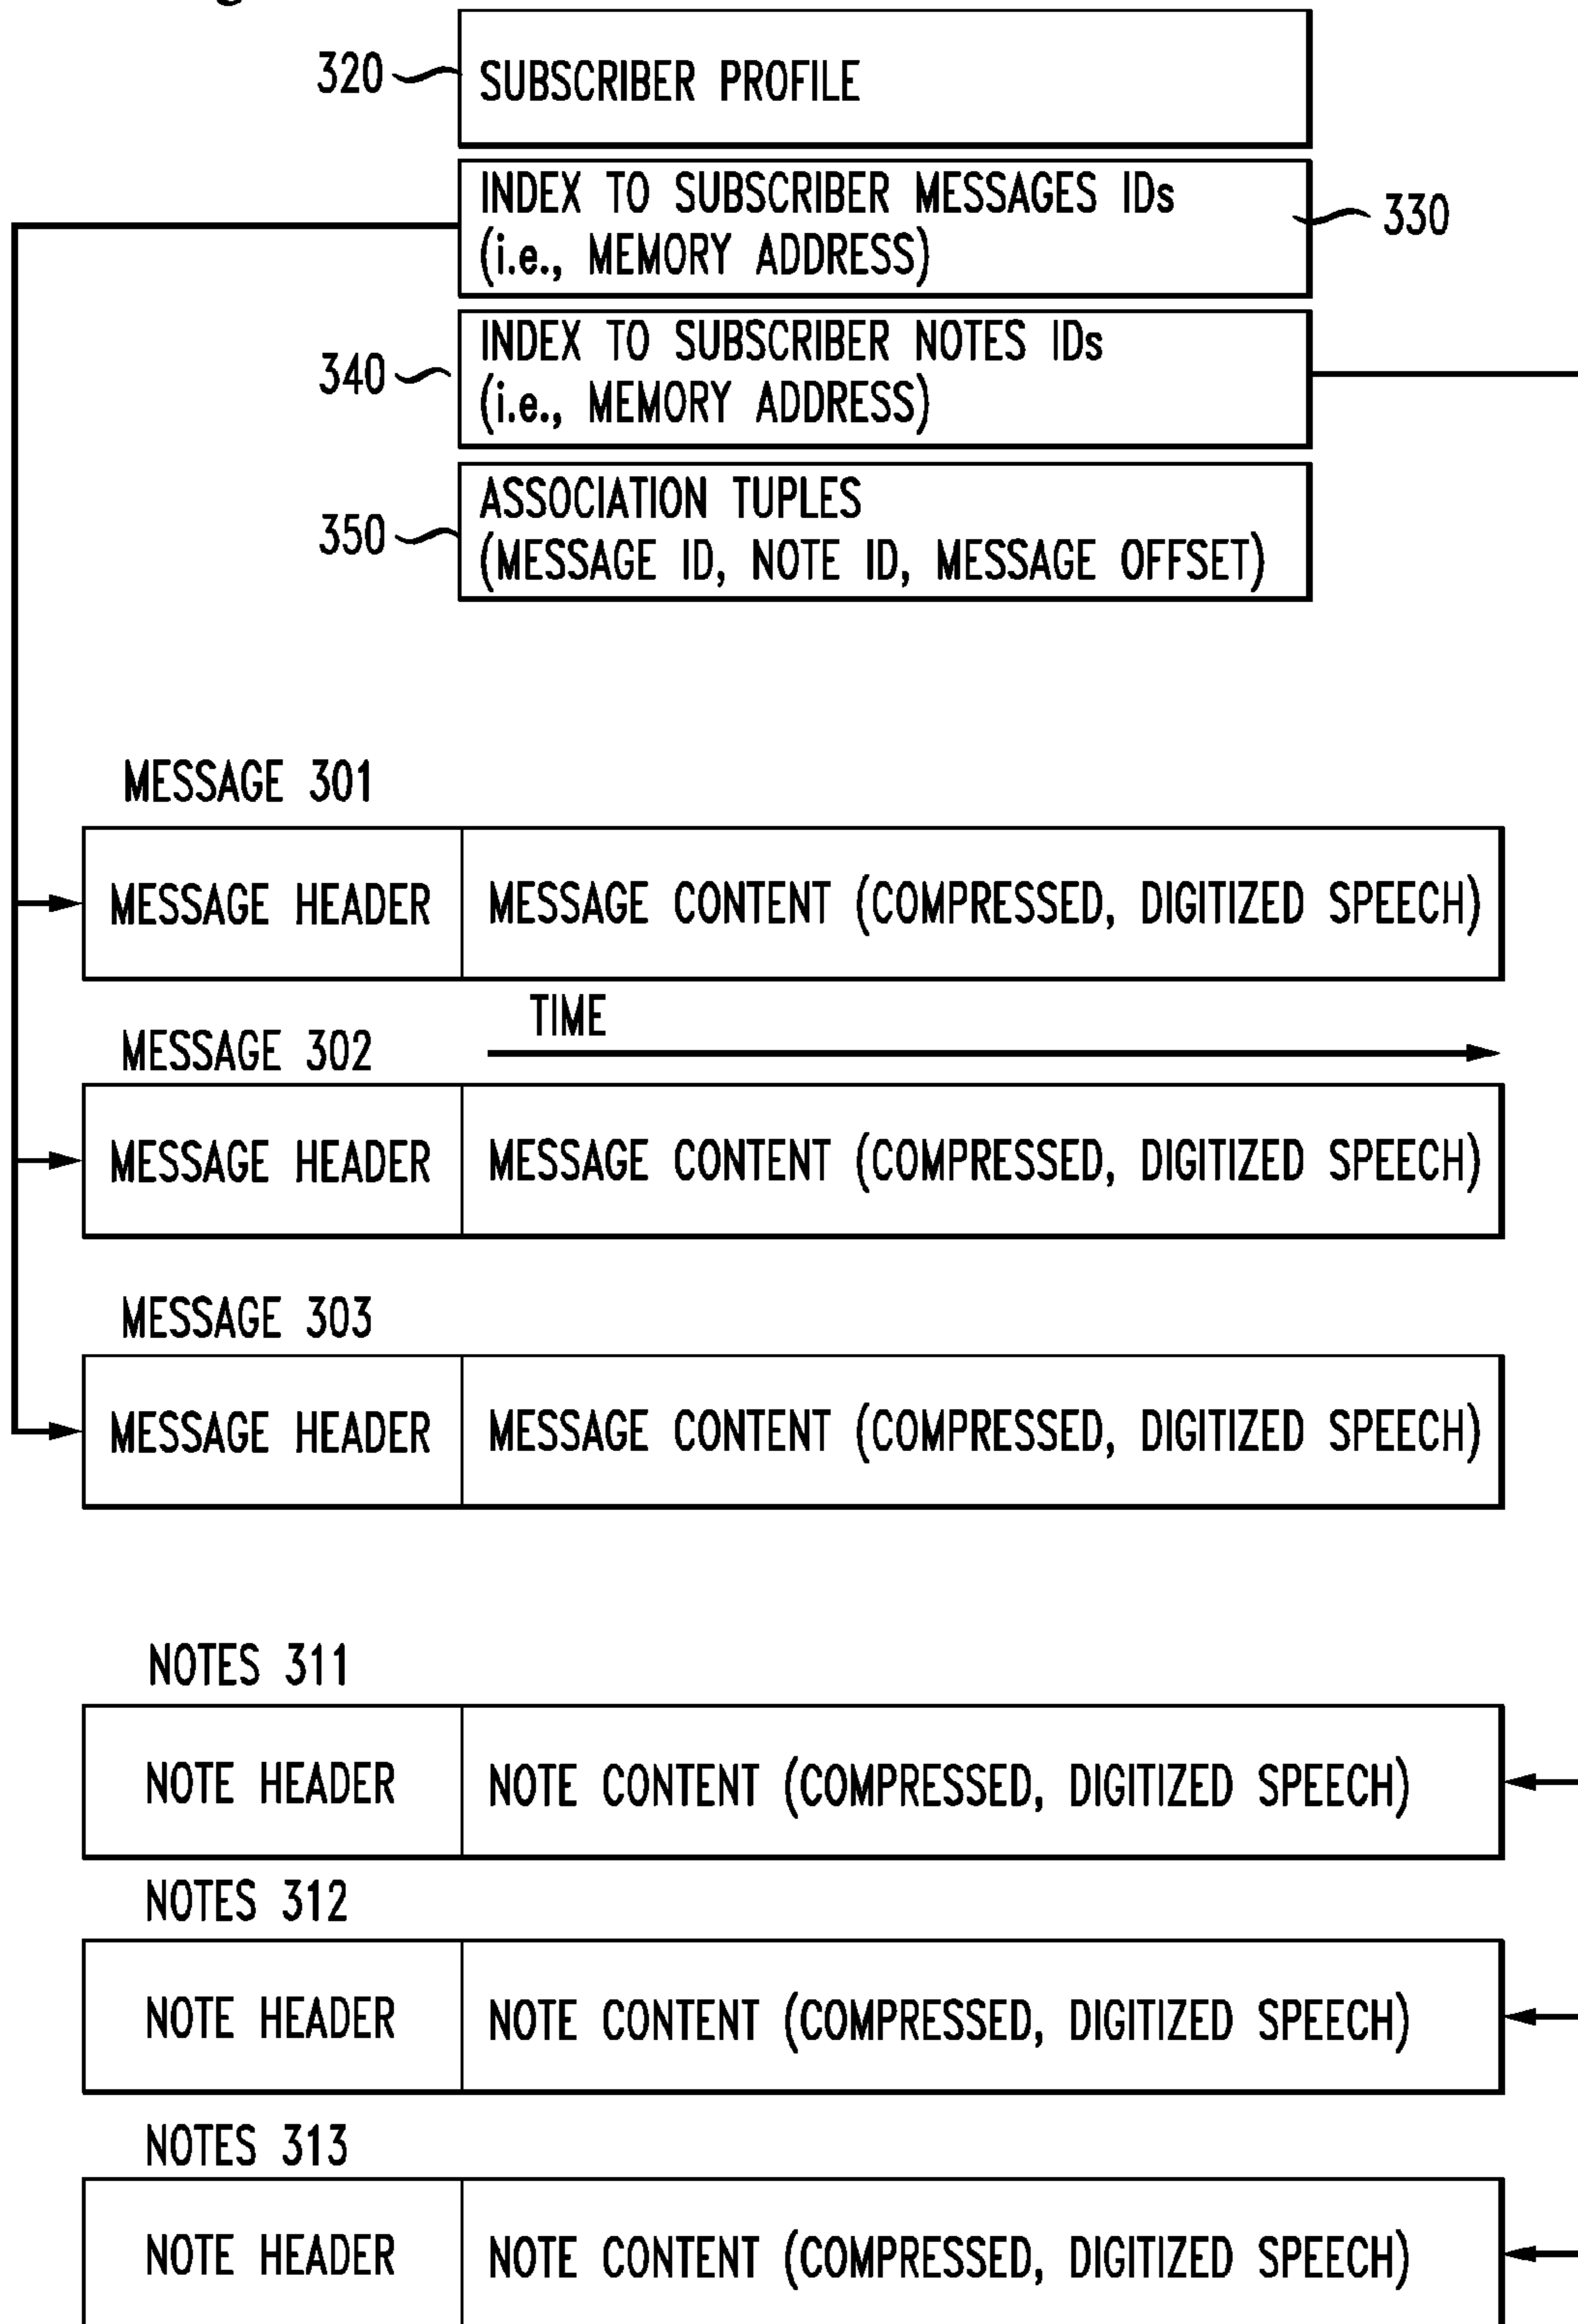 320
SUBSCRIBER PROFILE
INDEX TO SUBSCRIBER MESSAGES IDs
(i.e., MEMORY ADDRESS)
330
340
INDEX TO SUBSCRIBER NOTES IDs
(i.e., MEMORY ADDRESS)
350
ASSOCIATION TUPLES
(MESSAGE ID, NOTE ID, MESSAGE OFFSET)
MESSAGE 301
MESSAGE HEADER
MESSAGE CONTENT (COMPRESSED, DIGITIZED SPEECH)
TIME
MESSAGE 302
MESSAGE HEADER
MESSAGE CONTENT (COMPRESSED, DIGITIZED SPEECH)
MESSAGE 303
MESSAGE HEADER
MESSAGE CONTENT (COMPRESSED, DIGITIZED SPEECH)
NOTES 311
NOTE HEADER
NOTE CONTENT (COMPRESSED, DIGITIZED SPEECH)
NOTES 312
NOTE HEADER
NOTE CONTENT (COMPRESSED, DIGITIZED SPEECH)
NOTES 313
NOTE HEADER
NOTE CONTENT (COMPRESSED, DIGITIZED SPEECH)